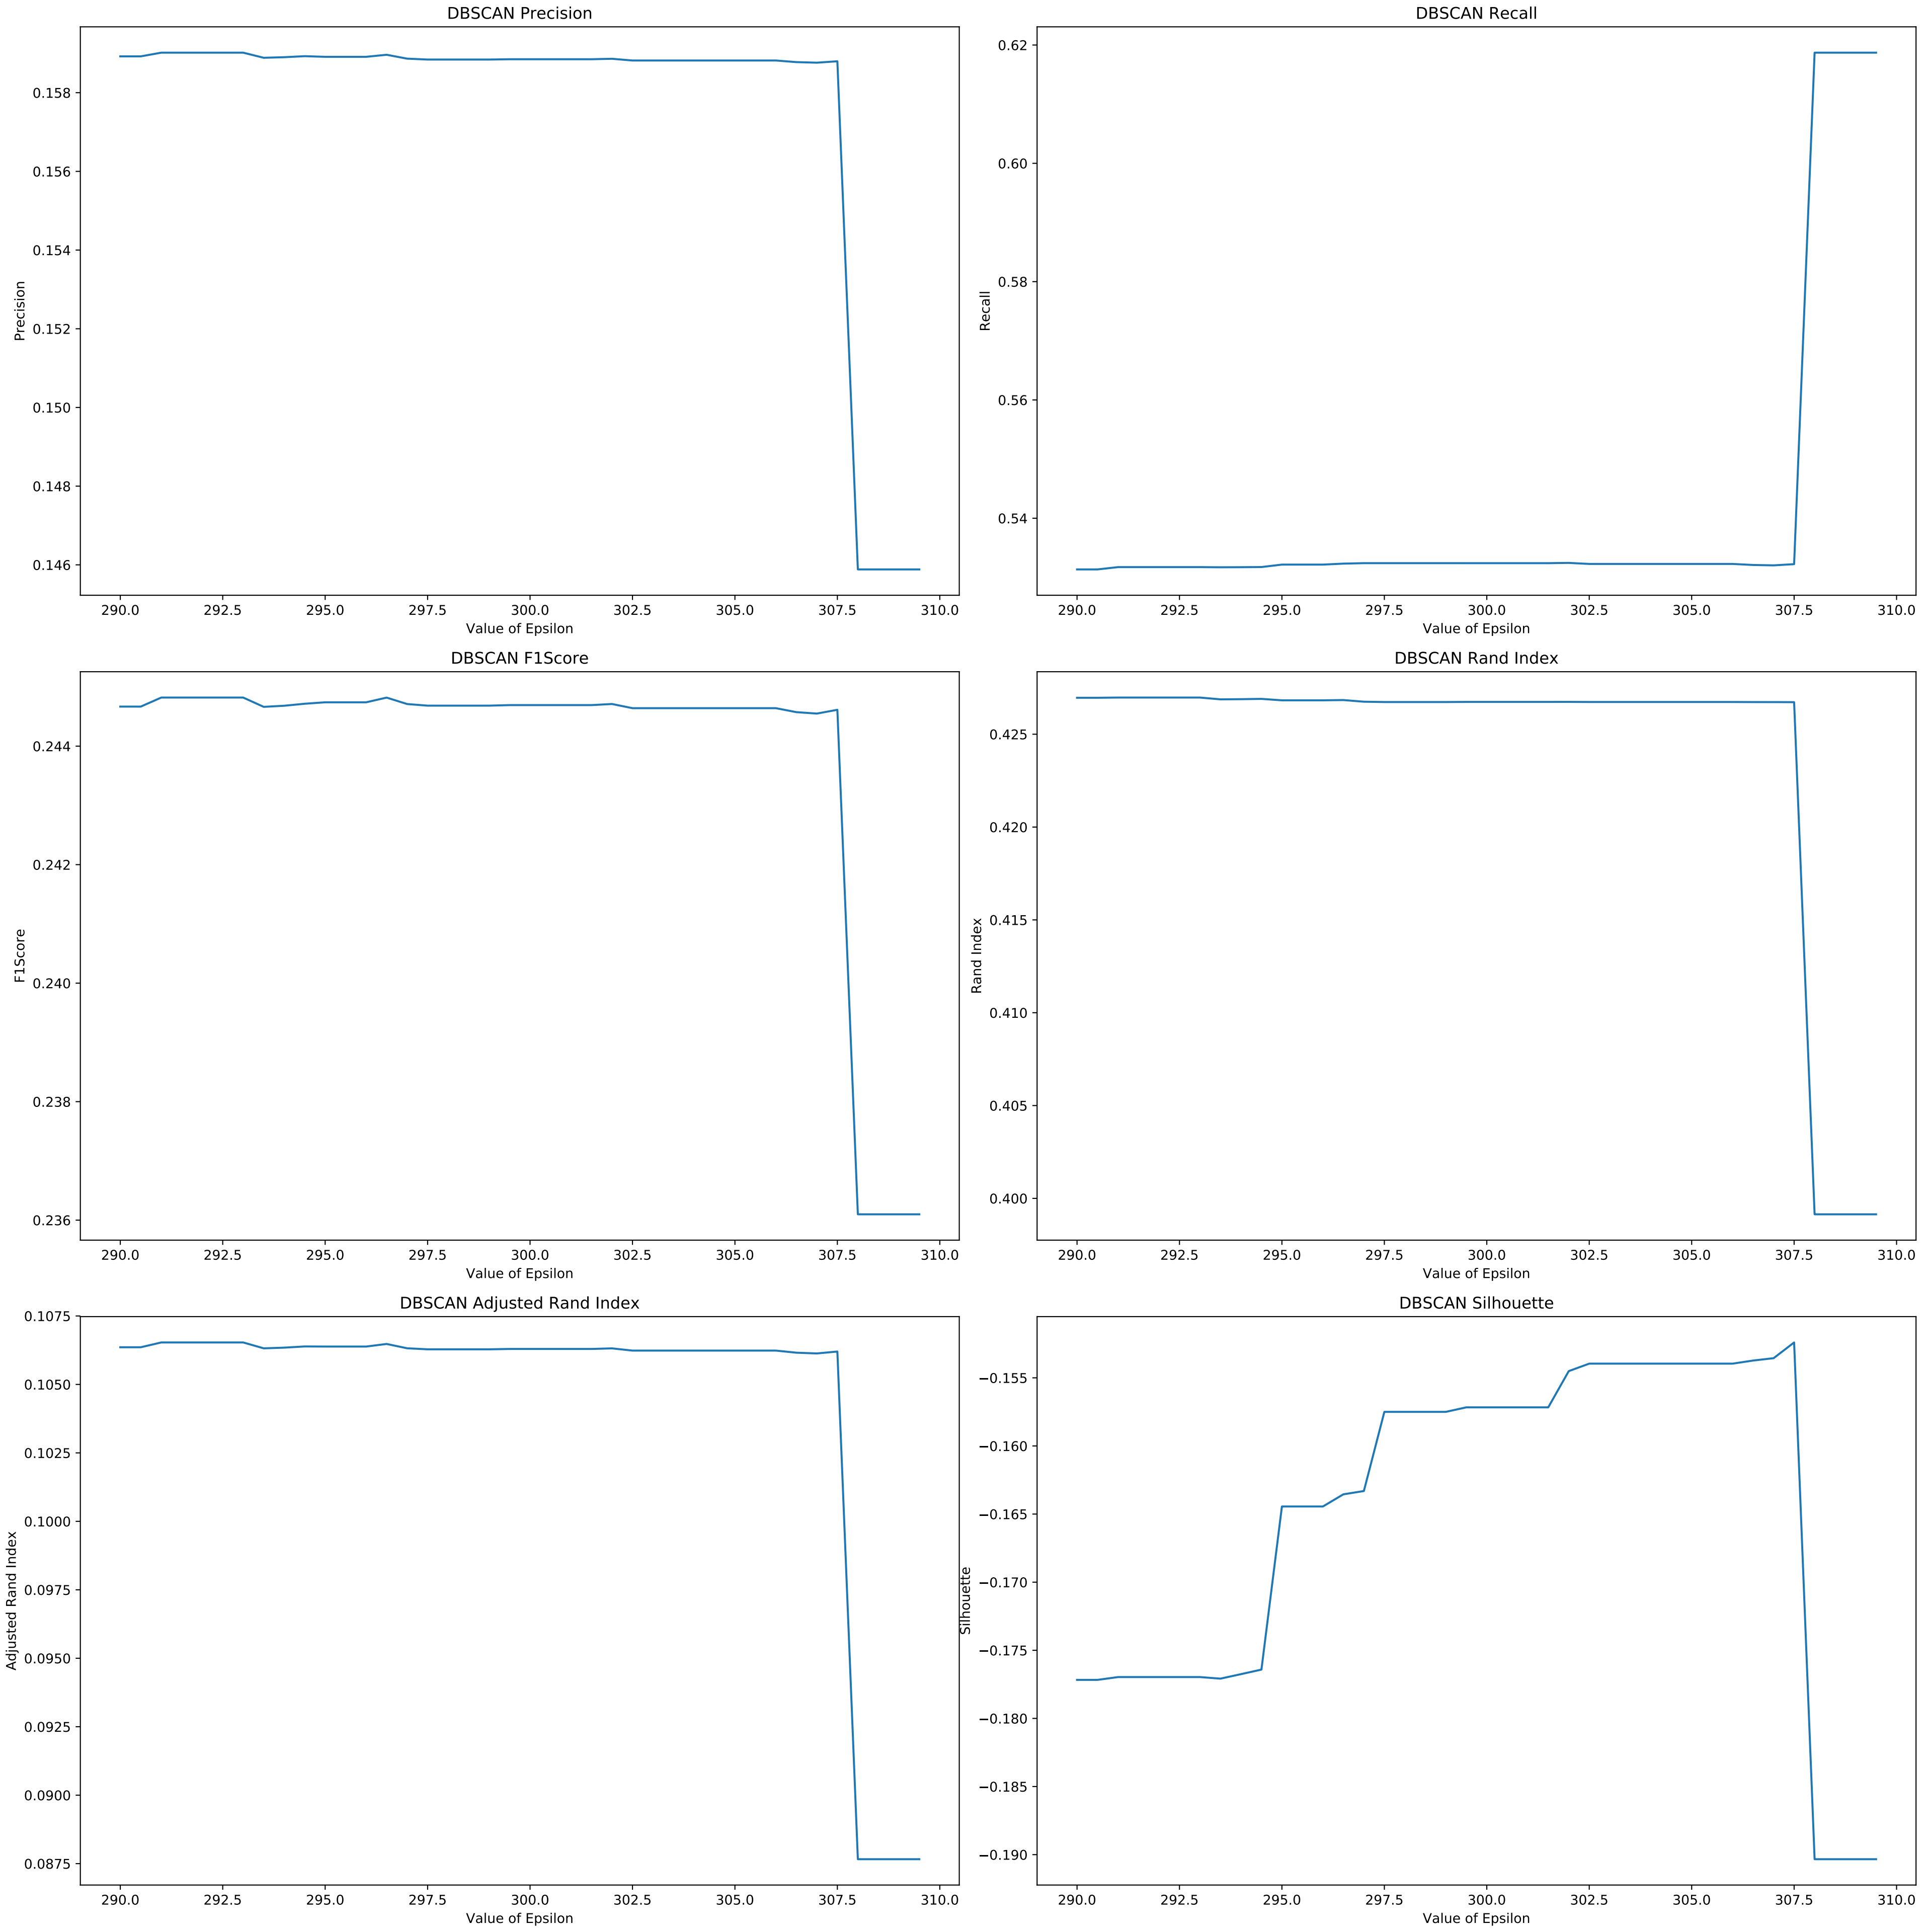 DBSCAN Precision
Precision
0.158
0.156
0.154
0.152
0.150
0.148
0.146
290.0 292.5 295.0 297.5 300.0 302.5 305.0 307.5 310.0
Value of Epsilon
DBSCAN Recall
Recall
0.62
0.60
0.58
0.56
0.54
290.0 292.5 295.0 297.5 300.0 302.5 305.0 307.5 310.0
Value of Epsilon
DBSCAN F1Score
F1Score
0.244
0.242
0.240
0.238
0.236
290.0 292.5 295.0 297.5 300.0 302.5 305.0 307.5 310.0
Value of Epsilon
DBSCAN Rand Index
Rand Index
0.425
0.420
0.415
0.410
0.405
0.400
290.0 292.5 295.0 297.5 300.0 302.5 305.0 307.5 310.0
Value of Epsilon
DBSCAN Adjusted Rand Index
Adjusted Rand Index
0.1075
0.1050
0.1025
0.1000
0.0975
0.0950
0.0925
0.0900
0.0875
290.0 292.5 295.0 297.5 300.0 302.5 305.0 307.5 310.0
Value of Epsilon
DBSCAN Silhouette
Silhouette
−0.155
−0.160
−0.165
−0.170
−0.175
−0.180
−0.185
−0.190
290.0 292.5 295.0 297.5 300.0 302.5 305.0 307.5 310.0
Value of Epsilon